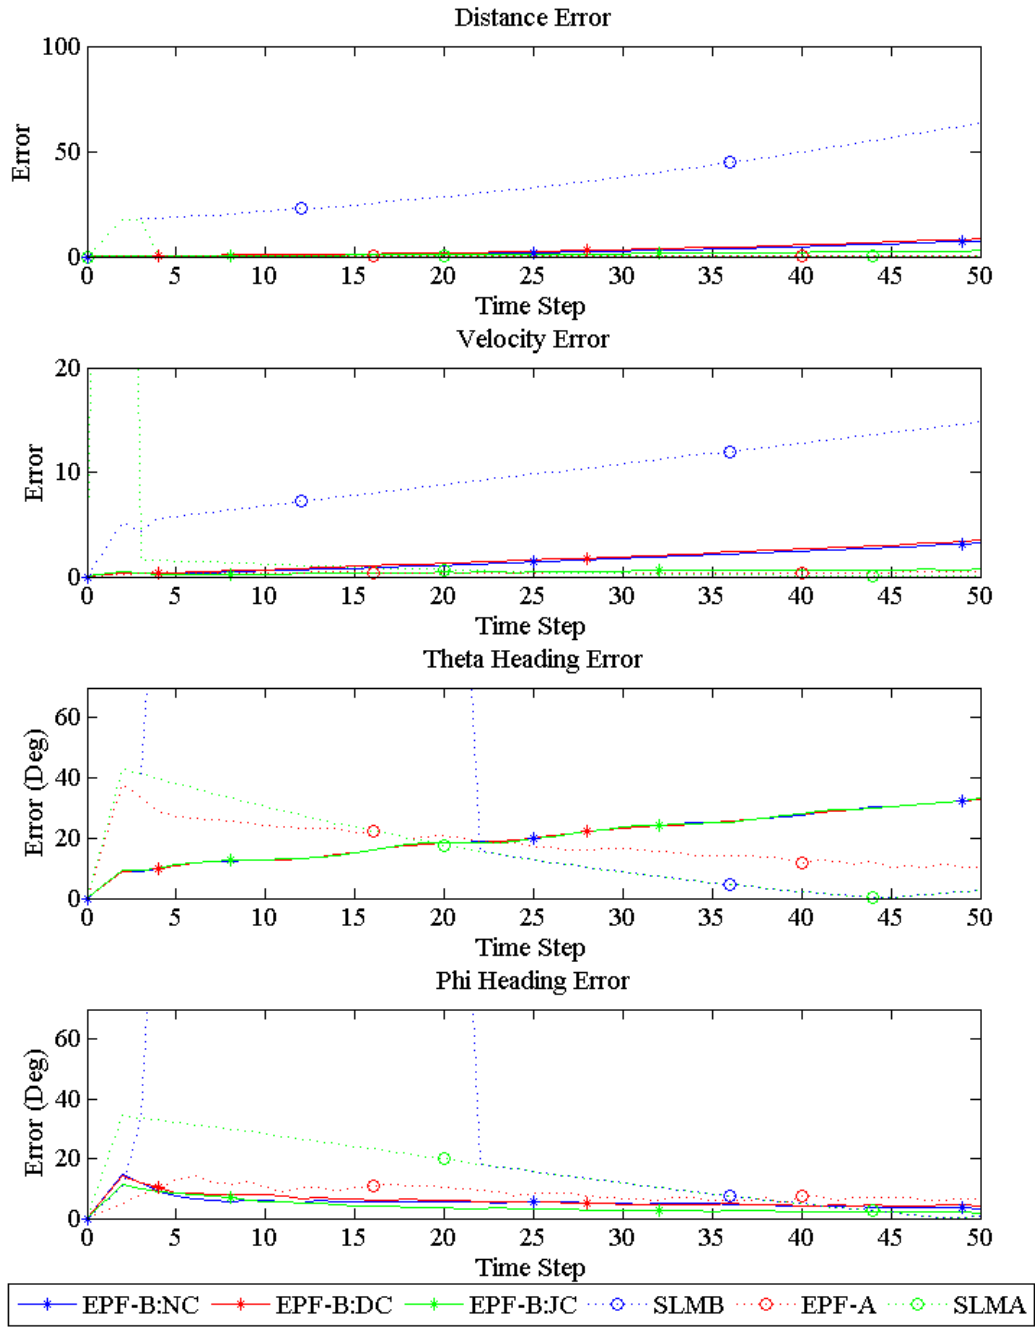 Distance Error
100
50
0
Error
0 5 10 15 20 25 30 35 40 45 50
Time Step
Velocity Error
20
10
0
Error
0 5 10 15 20 25 30 35 40 45 50
Time Step
Theta Heading Error
60
40
20
0
Error (Deg)
0 5 10 15 20 25 30 35 40 45 50
Time Step
Phi Heading Error
60
40
20
0
Error (Deg)
0 5 10 15 20 25 30 35 40 45 50
Time Step
EPF-B:NC EPF-B:DC EPF-B:JC SLMB EPF-A SLMA